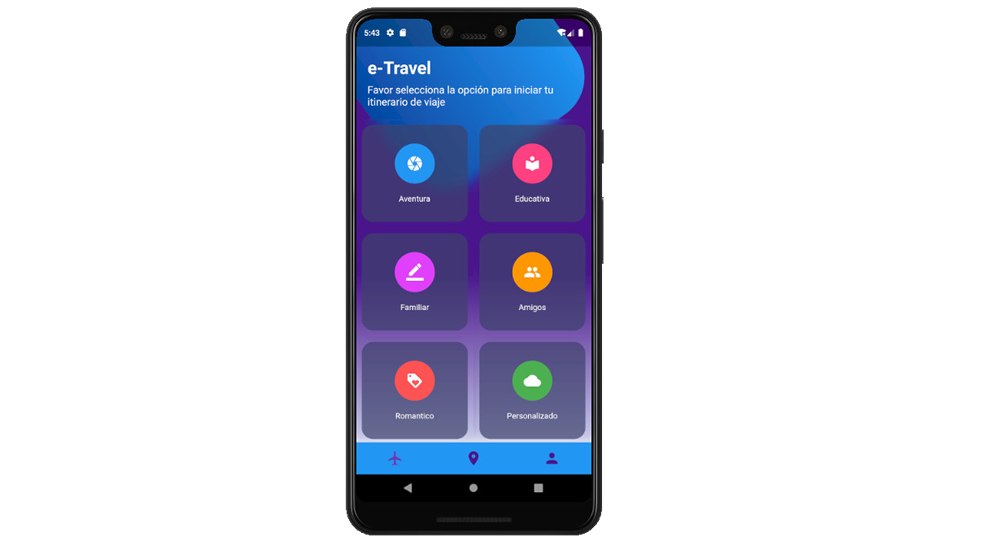 5:43
e-Travel
Favor selecciona la opción para iniciar tu
itinerario de viaje
Aventura
Educativa
Familiar
Amigos
Romantico
Personalizado